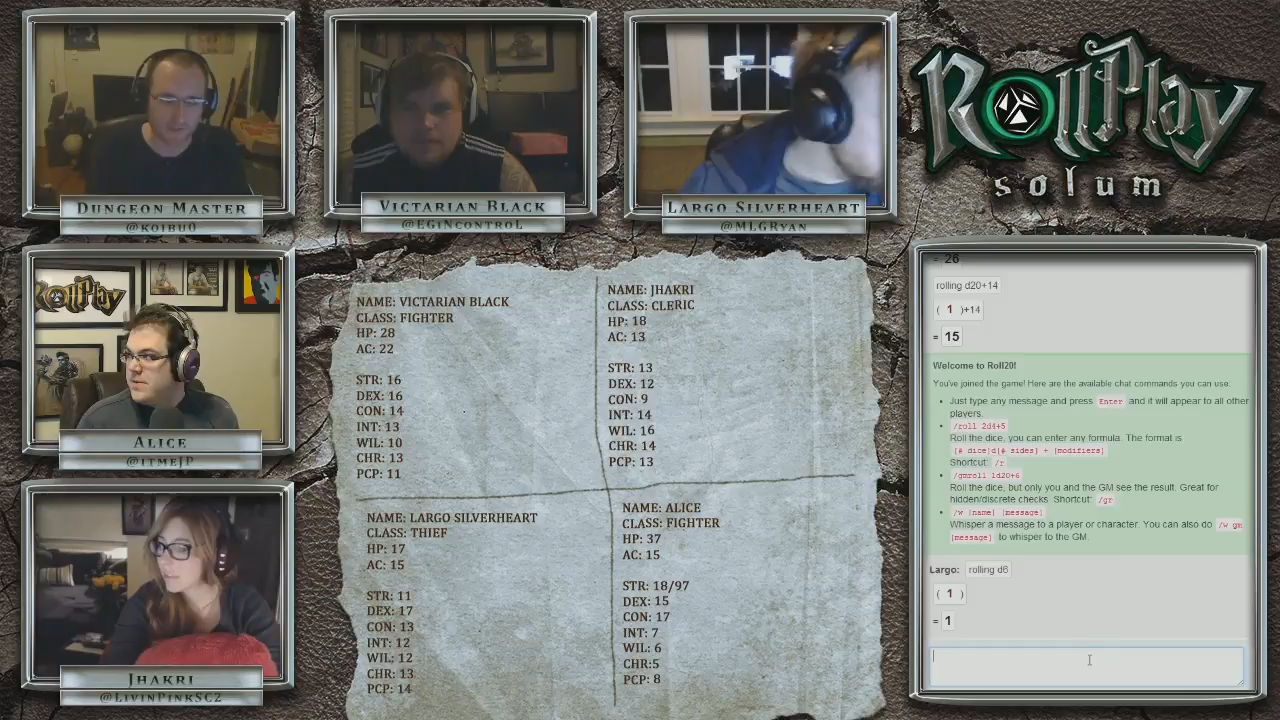 DUNGEON MASTER
@KOIBU0
VICTARIAN BLACK
@EGINCONTROL
LARGO SILVERHEART
@MLGRYAN
ROLLPLAY
solum
RollPlay
ALICE
@ITMEJP
JHAKRI
@LIVINPINKSC2
NAME: VICTARIAN BLACK
CLASS: FIGHTER
HP: 28
AC: 22
STR: 16
DEX: 16
CON: 14
INT: 13
WIL: 10
CHR: 13
PCP: 11
NAME: JHAKRI
CLASS: CLERIC
HP: 18
AC: 13
STR: 13
DEX: 12
CON: 9
INT: 14
WIL: 16
CHR: 14
PCP: 13
NAME: LARGO SILVERHEART
CLASS: THIEF
HP: 17
AC: 15
STR: 11
DEX: 17
CON: 13
INT: 12
WIL: 12
CHR: 13
PCP: 14
NAME: ALICE
CLASS: FIGHTER
HP: 37
AC: 15
STR: 18/97
DEX: 15
CON: 17
INT: 7
WIL: 6
CHR:5
PCP: 8
= 26
rolling d20+14
( 1 )+14
= 15
Welcome to Roll20!
You've joined the game! Here are the available chat commands you can use:
• Just type any message and press Enter and it will appear to all other
players.
• /roll 2d4+5
Roll the dice, you can enter any formula. The format is
[# dice]d[# sides] + [modifiers]
Shortcut: /r
• /gmroll 1d20+6
Roll the dice, but only you and the GM see the result. Great for
hidden/discrete checks. Shortcut: /gr
• /w [name] [message]
Whisper a message to a player or character. You can also do /w gm
[message] to whisper to the GM.
Largo: rolling d6
( 1 )
= 1